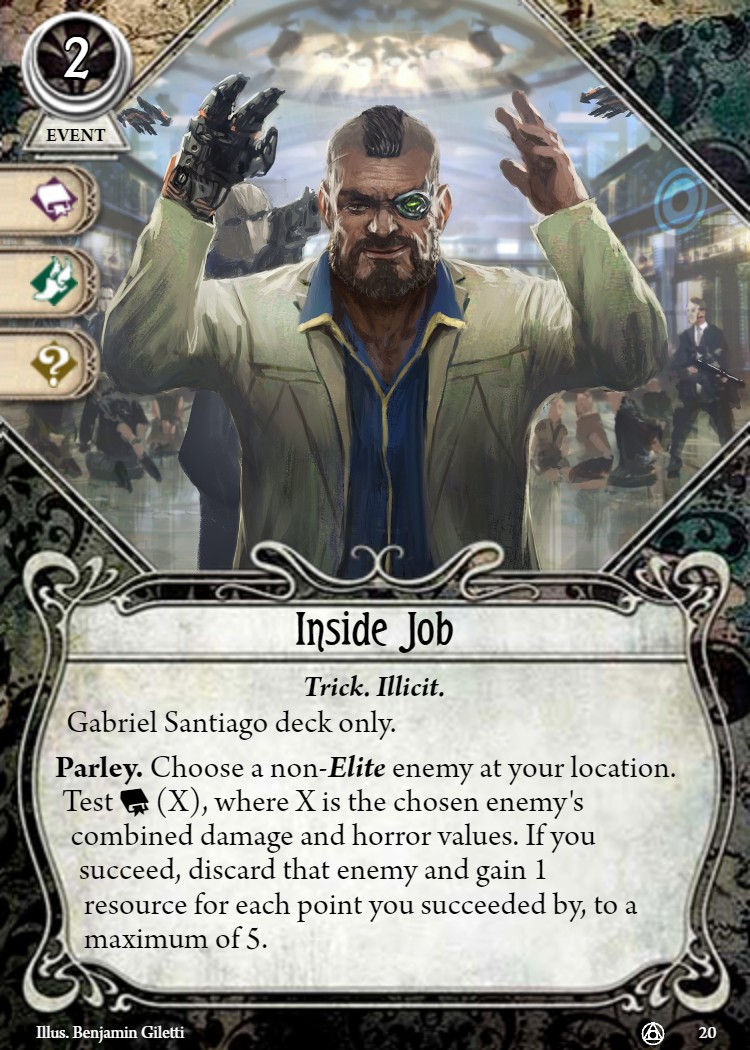 2
EVENT
?
Inside Job
Trick. Illicit.
Gabriel Santiago deck only.
Parley. Choose a non-Elite enemy at your location.
Test (X), where X is the chosen enemy's
combined damage and horror values. If you
succeed, discard that enemy and gain 1
resource for each point you succeeded by, to a
maximum of 5.
Illus. Benjamin Giletti
20